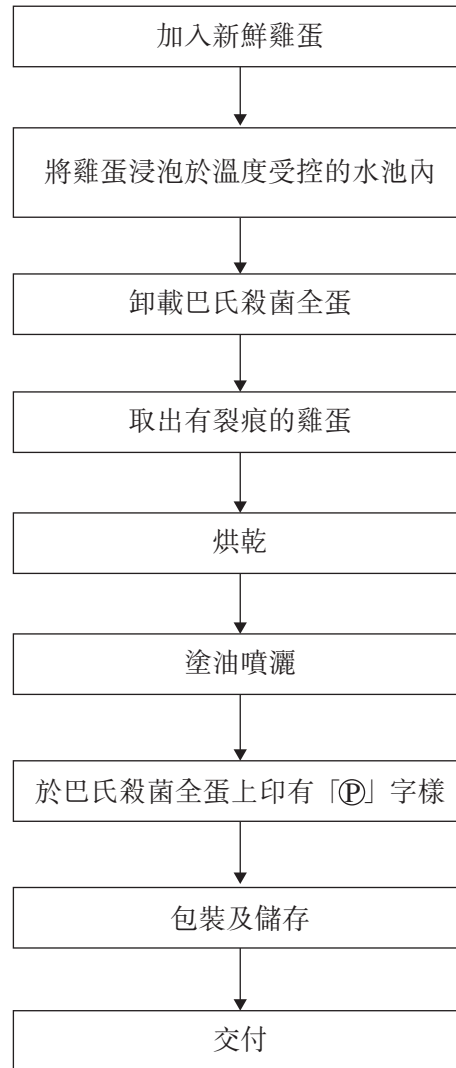 加入新鮮雞蛋
將雞蛋浸泡於溫度受控的水池內
卸載巴氏殺菌全蛋
取出有裂痕的雞蛋
烘乾
塗油噴灑
於巴氏殺菌全蛋上印有「Ⓟ」字樣
包裝及儲存
交付